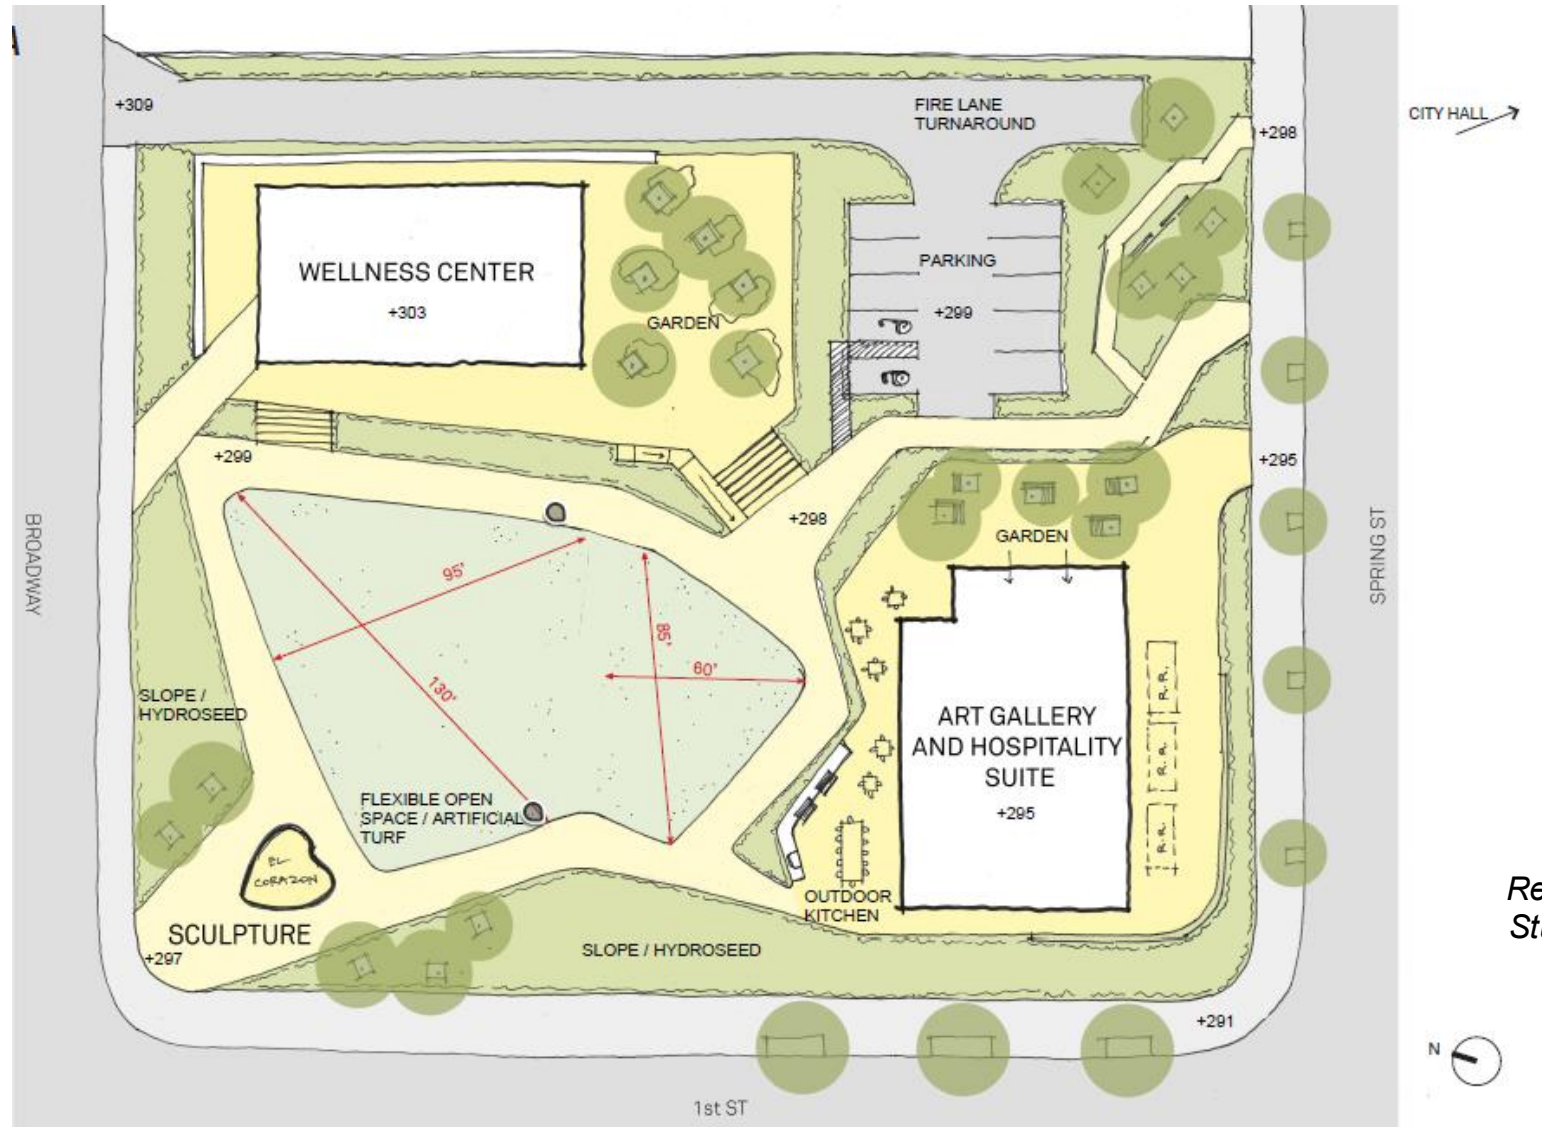 A
+309
FIRE LANE
TURNAROUND
CITY HALL
+298
WELLNESS CENTER
+303
PARKING
+299
GARDEN
+299
+295
+298
GARDEN
BROADWAY
SPRING ST
95'
85'
60'
130'
SLOPE /
HYDROSEED
R.R.
ART GALLERY
AND HOSPITALITY
SUITE
+295
R.R.
FLEXIBLE OPEN
SPACE / ARTIFICIAL
TURF
R.R.
EL
CORAZON
OUTDOOR
KITCHEN
SCULPTURE
+297
SLOPE / HYDROSEED
+291
N
1st ST